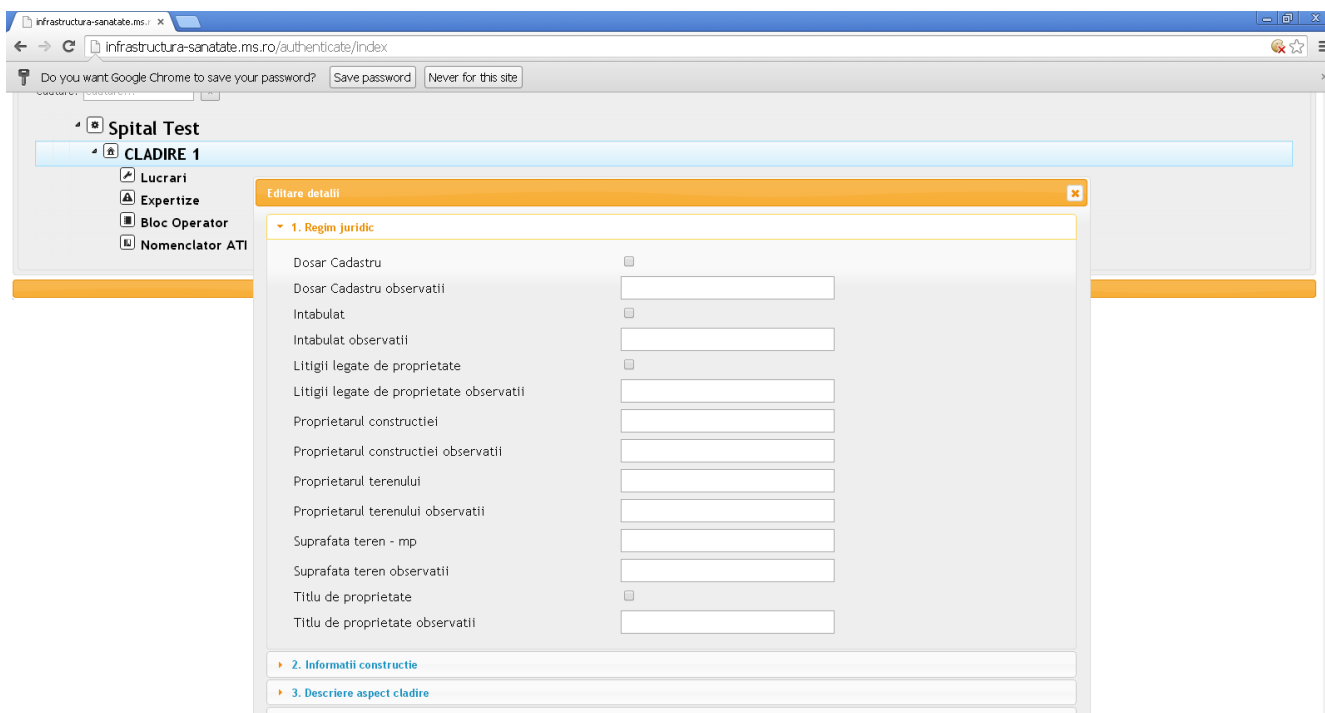 infrastructura-sanatate.ms.r
infrastructura-sanatate.ms.ro/authenticate/index
Do you want Google Chrome to save your password? Save password Never for this site
Spital Test
CLADIRE 1
Lucrari
Expertize
Bloc Operator
Nomenclator ATI
Editare detalii
1. Regim juridic
Dosar Cadastru
Dosar Cadastru observatii
Intabulat
Intabulat observatii
Litigii legate de proprietate
Litigii legate de proprietate observatii
Proprietarul constructiei
Proprietarul constructiei observatii
Proprietarul terenului
Proprietarul terenului observatii
Suprafata teren - mp
Suprafata teren observatii
Titlu de proprietate
Titlu de proprietate observatii
2. Informatii constructie
3. Descriere aspect cladire